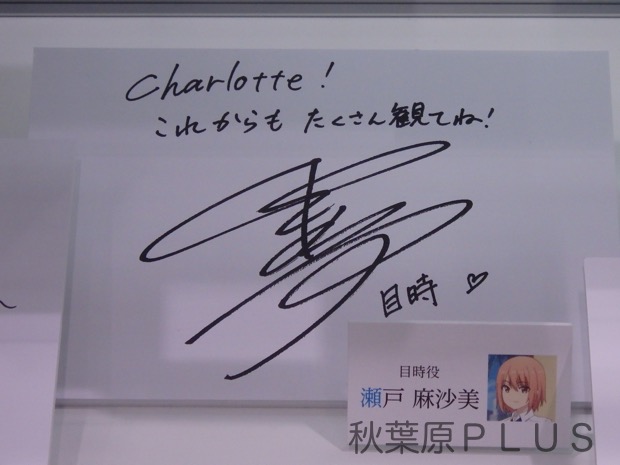 Charlotte!
これからも たくさん観てね!
目時 ♡
目時役
瀬戸 麻沙美
秋葉原PLUS